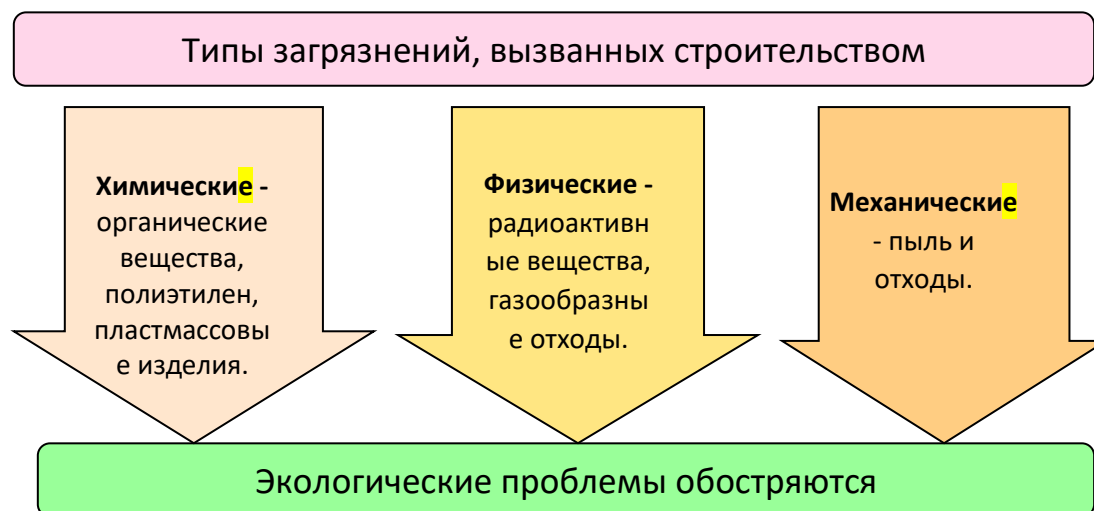 Типы загрязнений, вызванных строительством
Химические -
органические
вещества,
полиэтилен,
пластмассовы
е изделия.
Физические -
радиоактивн
ые вещества,
газообразны
е отходы.
Механические
- пыль и
отходы.
Экологические проблемы обостряются